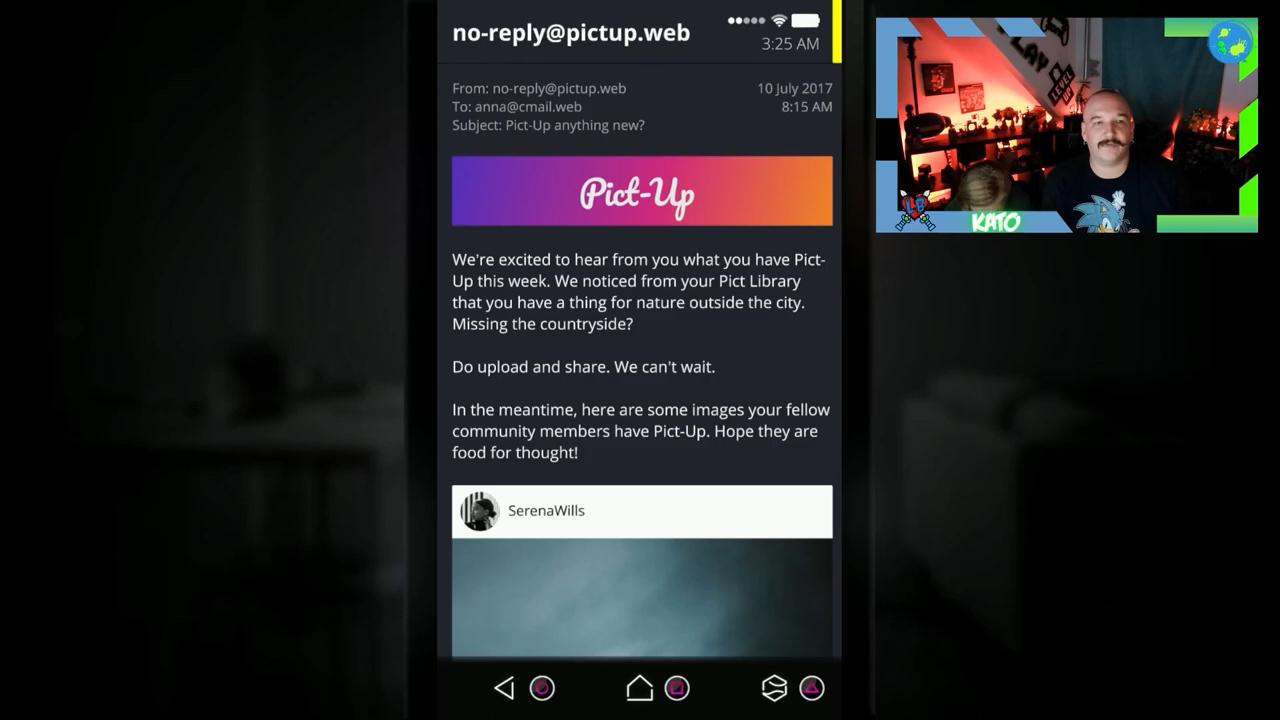 no-reply@pictup.web
3:25 AM
From: no-reply@pictup.web
10 July 2017
To: anna@cmail.web
8:15 AM
Subject: Pict-Up anything new?
Pict-Up
We're excited to hear from you what you have Pict-
Up this week. We noticed from your Pict Library
that you have a thing for nature outside the city.
Missing the countryside?
Do upload and share. We can't wait.
In the meantime, here are some images your fellow
community members have Pict-Up. Hope they are
food for thought!
SerenaWills
PLAY
LEVEL
UP
LB
KATO